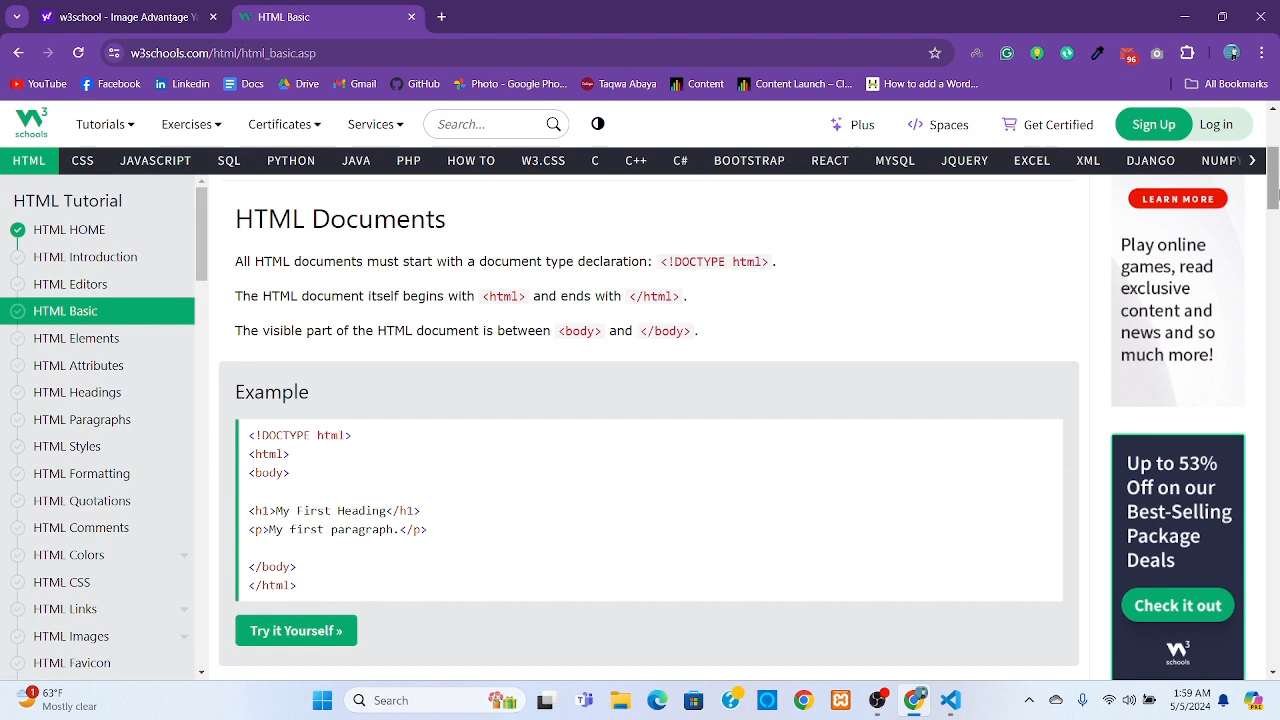 w3school - Image Advanten Y
HTML Basic
w3schools.com/html/html_basic.asp
96
YouTube
Facebook
Linkedin
Docs
Drive
Gmail
GitHub
Photo - Google Pho...
Taqwa Abaya
Content
Content Launch – Cl...
How to add a Word...
All Bookmarks
W3
schools
Tutorials
Exercises
Certificates
Services
Search...
Plus
Spaces
Get Certified
Sign Up
Log in
HTML CSS JAVASCRIPT SQL PYTHON JAVA PHP HOW TO W3.CSS C C++ C# BOOTSTRAP REACT MYSQL JQUERY EXCEL XML DJANGO NUMPY
HTML Tutorial
HTML HOME
HTML Introduction
HTML Editors
HTML Basic
HTML Elements
HTML Attributes
HTML Headings
HTML Paragraphs
HTML Styles
HTML Formatting
HTML Quotations
HTML Comments
HTML Colors
HTML CSS
HTML Links
HTML Images
HTML Favicon
HTML Documents
All HTML documents must start with a document type declaration: <!DOCTYPE html>.
The HTML document itself begins with <html> and ends with </html>.
The visible part of the HTML document is between <body> and </body>.
Example
<!DOCTYPE html>
<html>
<body>
<h1>My First Heading</h1>
<p>My first paragraph.</p>
</body>
</html>
Try it Yourself »
LEARN MORE
Play online
games, read
exclusive
content and
news and so
much more!
Up to 53%
Off on our
Best-Selling
Package
Deals
Check it out
W3
schools
1
63°F
Mostly clear
Search
1:59 AM
5/5/2024